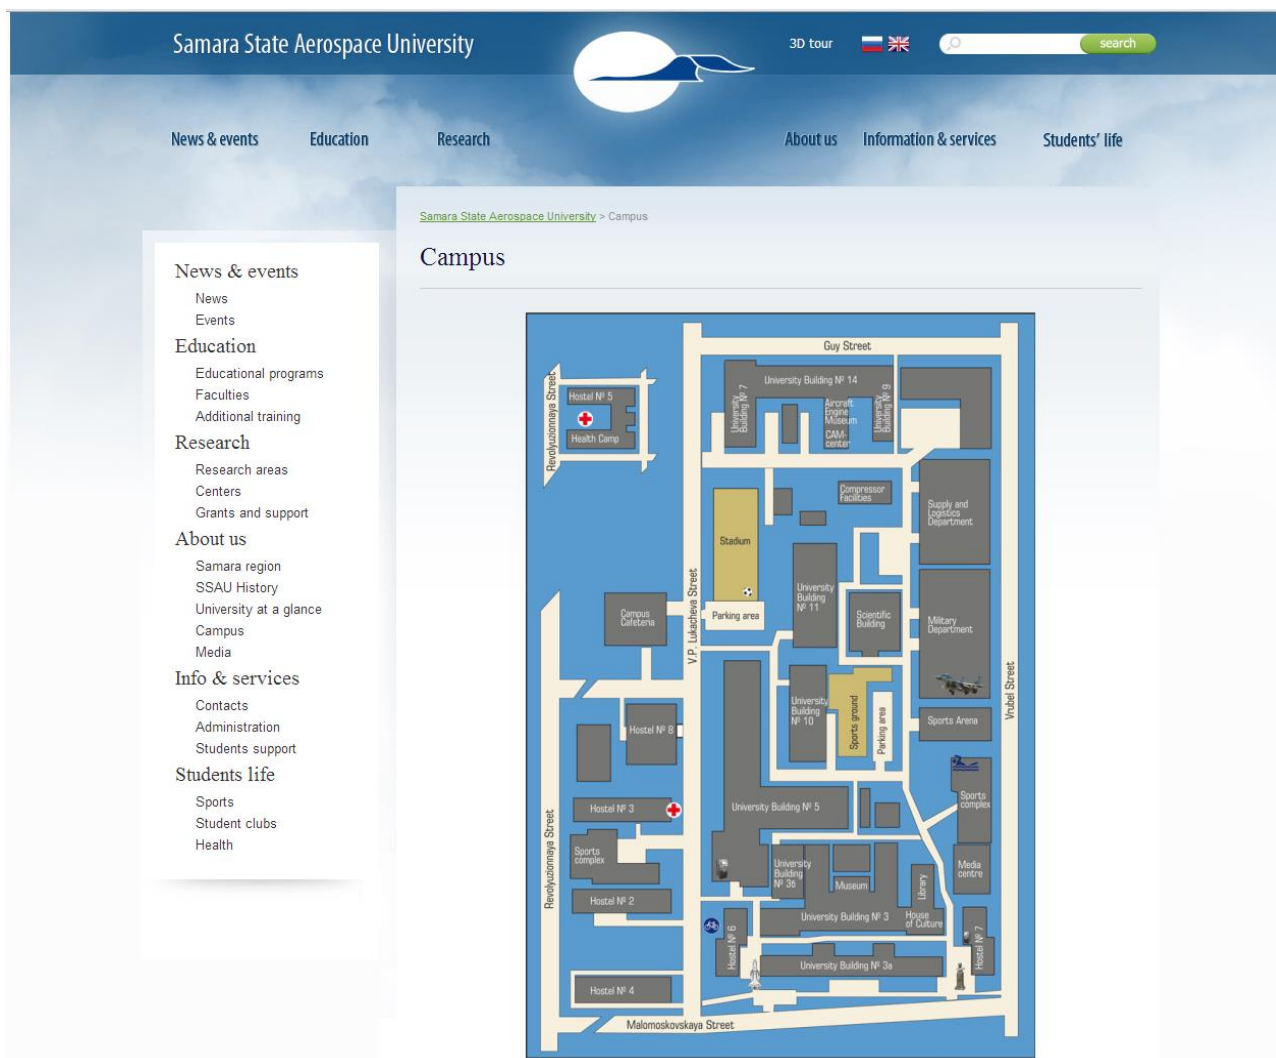 Samara State Aerospace University
3D tour
search
News & events
Education
Research
About us
Information & services
Students' life
Samara State Aerospace University > Campus
Campus
News & events
News
Events
Education
Educational programs
Faculties
Additional training
Research
Research areas
Centers
Grants and support
About us
Samara region
SSAU History
University at a glance
Campus
Media
Info & services
Contacts
Administration
Students support
Students life
Sports
Student clubs
Health
Guy Street
Revolyuzionnaya Street
Hostel Nº 5
Health Camp
University
Building Nº 7
University Building Nº 14
Aircraft
Engine
Museum
CAM-
center
University
Building Nº 9
Compressor
Facilities
Supply and
Logistics
Department
Stadium
V.P. Lukacheva Street
Campus
Cafeteria
Parking area
University
Building
Nº 11
Scientific
Building
Military
Department
Vrubel Street
University
Building
Nº 10
Sports ground
Parking area
Sports Arena
Hostel Nº 8
Sports
complex
Revolyuzionnaya Street
Hostel Nº 3
University Building Nº 5
Sports
complex
University
Building
Nº 3б
Museum
Library
Media
centre
Hostel Nº 2
University Building Nº 3
House
of Culture
Hostel Nº 6
Hostel Nº 7
University Building Nº 3a
Hostel Nº 4
Malomoskovskaya Street